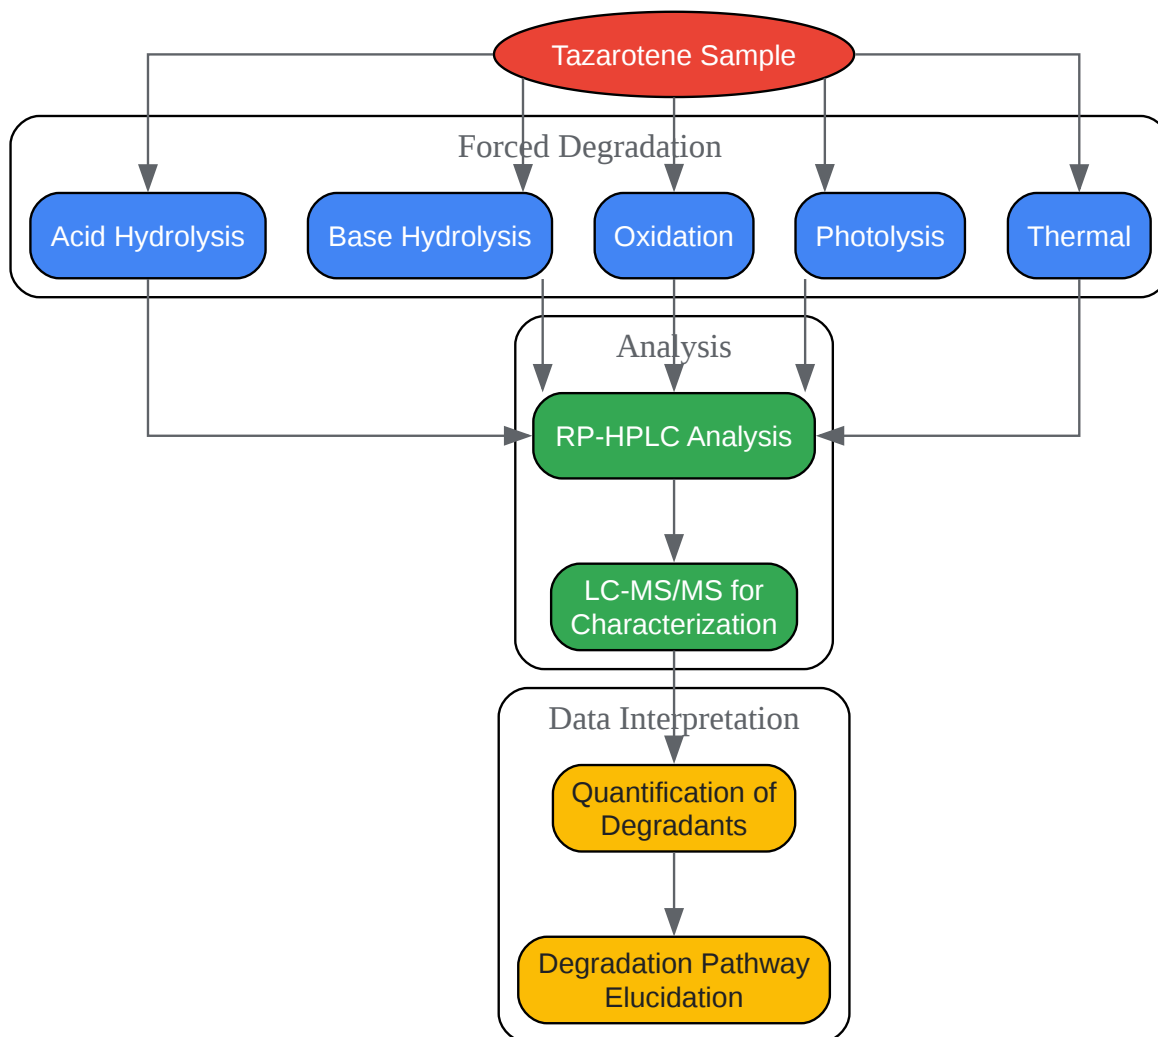 Tazarotene Sample
Forced Degradation
Acid Hydrolysis
Base Hydrolysis
Oxidation
Photolysis
Thermal
Analysis
RP-HPLC Analysis
LC-MS/MS for
Characterization
Data Interpretation
Quantification of
Degradants
Degradation Pathway
Elucidation